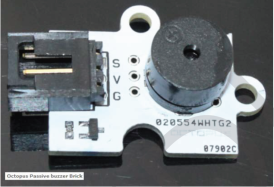 S
V
G
020554WHTG2
07902C
Octopus Passive buzzer Brick